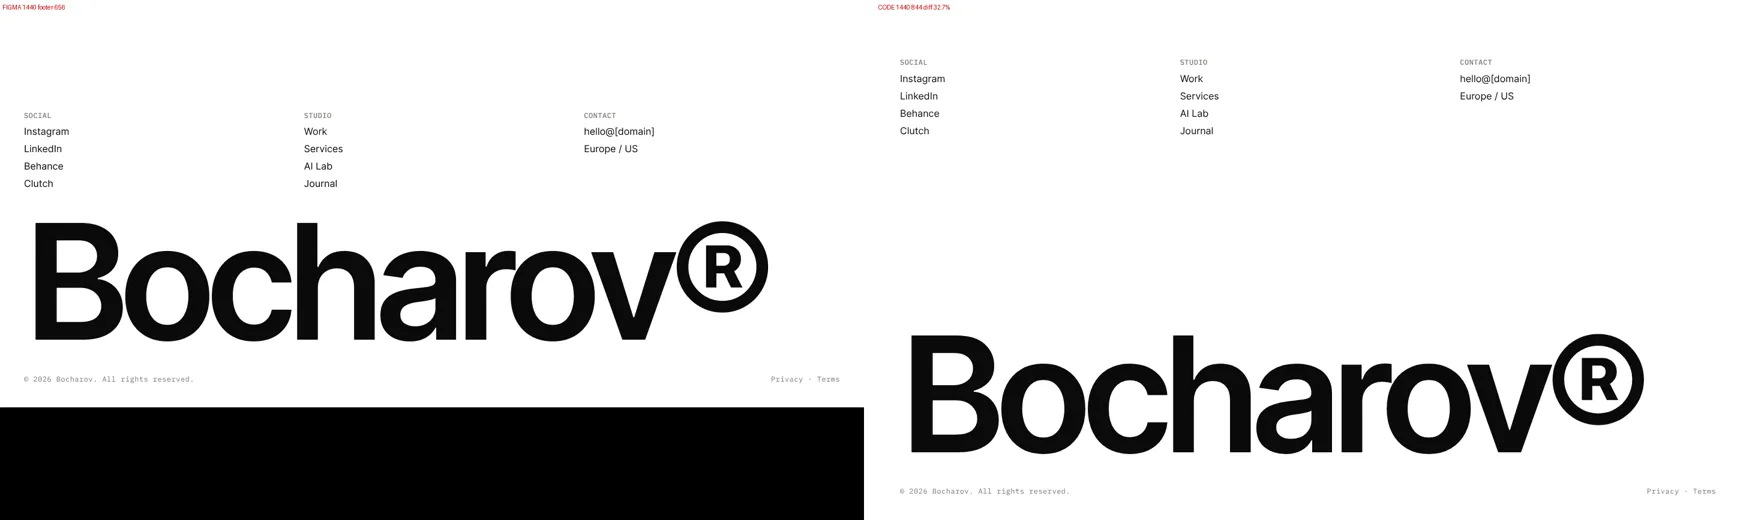 FIGMA 1440 footer 656
SOCIAL
Instagram
LinkedIn
Behance
Clutch
STUDIO
Work
Services
AI Lab
Journal
CONTACT
hello@[domain]
Europe / US
Bocharov®
© 2026 Bocharov. All rights reserved.
Privacy · Terms
CODE 1440 844 diff 32.7%
SOCIAL
Instagram
LinkedIn
Behance
Clutch
STUDIO
Work
Services
AI Lab
Journal
CONTACT
hello@[domain]
Europe / US
Bocharov®
© 2026 Bocharov. All rights reserved.
Privacy · Terms